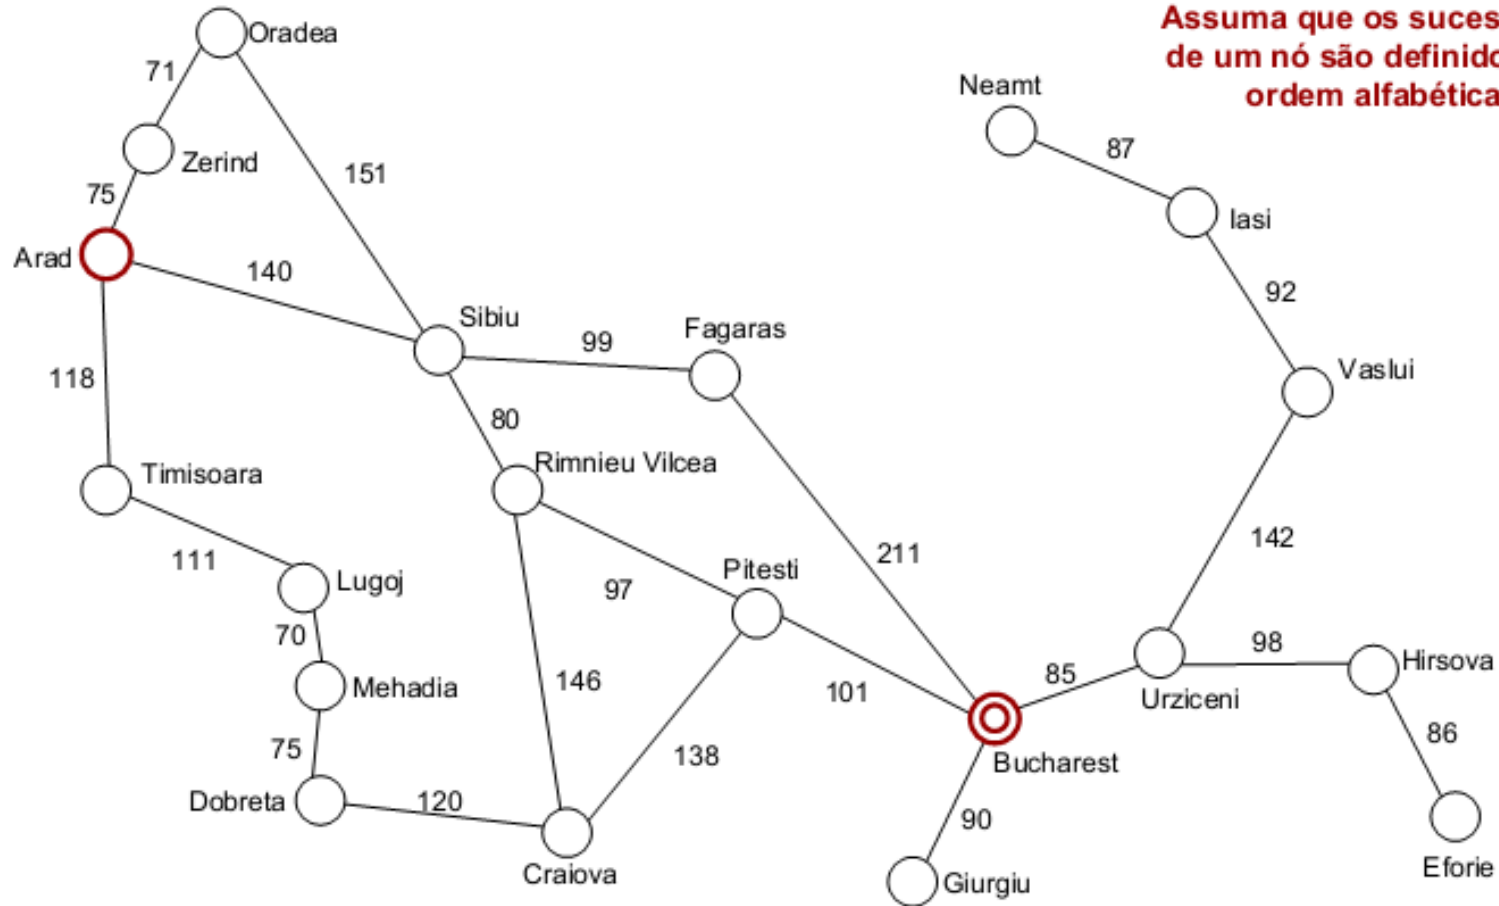 Assuma que os suces
de um nó são definido
ordem alfabética
Oradea
71
Neamt
87
Zerind
151
75
Iasi
Arad
140
92
Sibiu
Fagaras
99
118
Vaslui
80
Timisoara
Rimnieu Vilcea
111
211
142
Lugoj
97
Pitesti
70
98
Hirsova
Mehadia
146
101
85
Urziceni
75
138
86
Bucharest
Dobreta
120
90
Craiova
Giurgiu
Eforie